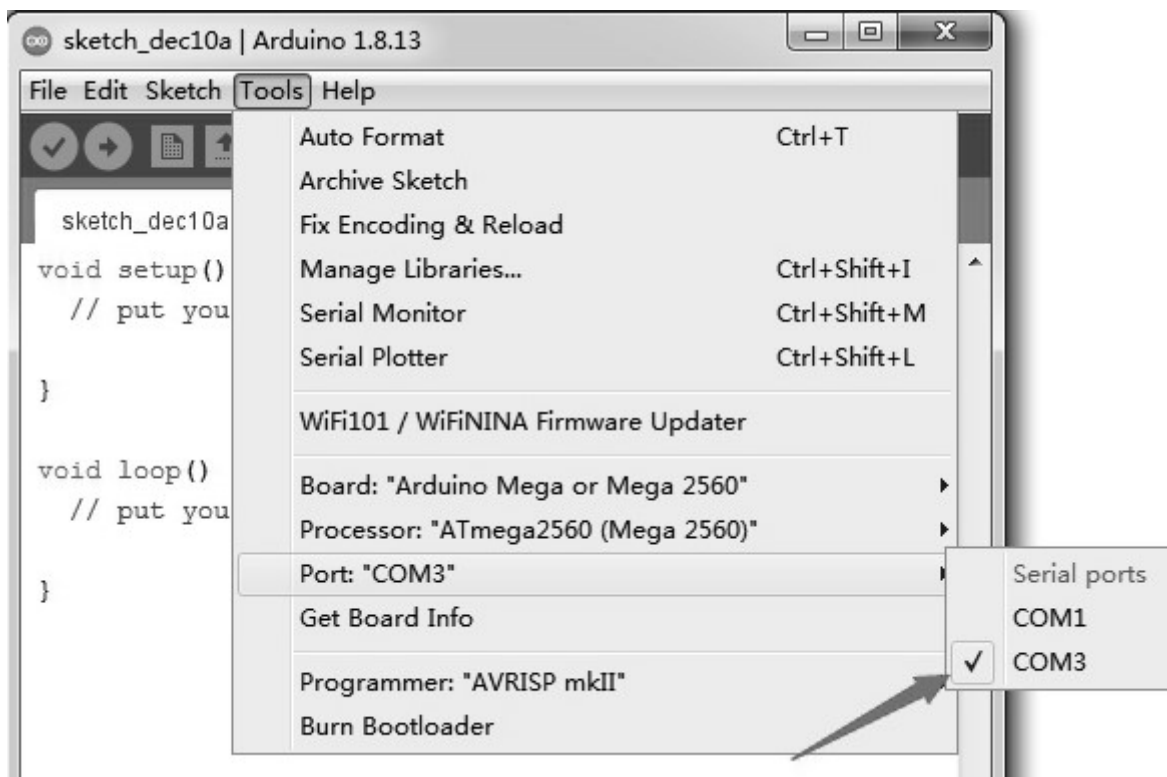 sketch_dec10a | Arduino 1.8.13
File Edit Sketch Tools Help
Auto Format Ctrl+T
Archive Sketch
sketch_dec10a
Fix Encoding & Reload
void setup()
Manage Libraries... Ctrl+Shift+I
// put you
Serial Monitor Ctrl+Shift+M
Serial Plotter Ctrl+Shift+L
}
WiFi101 / WiFiNINA Firmware Updater
void loop()
Board: "Arduino Mega or Mega 2560"
// put you
Processor: "ATmega2560 (Mega 2560)"
Port: "COM3"
Serial ports
}
Get Board Info
COM1
COM3
Programmer: "AVRISP mkII"
Burn Bootloader